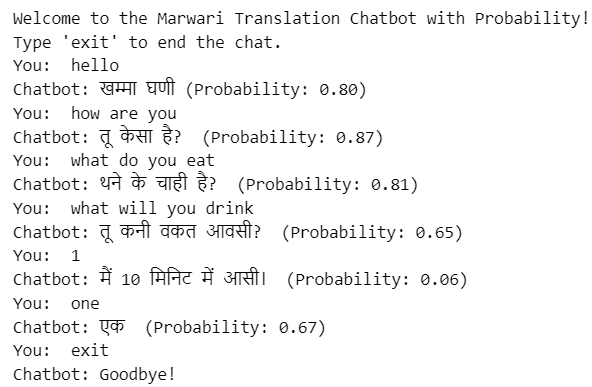 Welcome to the Marwari Translation Chatbot with Probability!
Type 'exit' to end the chat.
You:  hello
Chatbot: खम्मा घणी (Probability: 0.80)
You:  how are you
Chatbot: तू केसा है?  (Probability: 0.87)
You:  what do you eat
Chatbot: थने के चाही है?  (Probability: 0.81)
You:  what will you drink
Chatbot: तू कनी वकत आवसी?  (Probability: 0.65)
You:  1
Chatbot: मैं 10 मिनिट में आसी।  (Probability: 0.06)
You:  one
Chatbot: एक  (Probability: 0.67)
You:  exit
Chatbot: Goodbye!